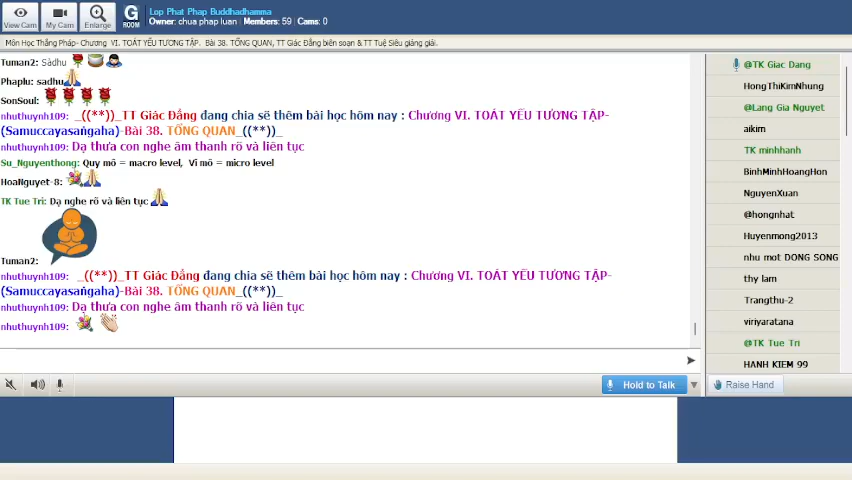 Lop Phat Phap Buddhadhamma
Owner: chua phap luan  Members: 59  Cams: 0
View Cam
My Cam
Enlarge
G ROOM
Môn Học Thắng Pháp- Chương VI. TOÁT YẾU TƯƠNG TẬP. Bài 38. TỔNG QUAN, TT Giác Đẳng biên soạn & TT Tuệ Siêu giảng giải.
Tuman2: Sādhu
Phaplu: sadhu
SonSoul:
nhuthuynh109: _((**))_TT Giác Đẳng đang chia sẽ thêm bài học hôm nay : Chương VI. TOÁT YẾU TƯƠNG TẬP-
(Samuccayasaṅgaha)-Bài 38. TỔNG QUAN_((**))_
nhuthuynh109: Dạ thưa con nghe âm thanh rõ và liên tục
Su_Nguyenthong: Quy mô = macro level, Vi mô = micro level
HoaNguyet-8:
TK Tue Tri: Dạ nghe rõ và liên tục
Tuman2:
nhuthuynh109: _((**))_TT Giác Đẳng đang chia sẽ thêm bài học hôm nay : Chương VI. TOÁT YẾU TƯƠNG TẬP-
(Samuccayasaṅgaha)-Bài 38. TỔNG QUAN_((**))_
nhuthuynh109: Dạ thưa con nghe âm thanh rõ và liên tục
nhuthuynh109:
@TK Giac Dang
HongThiKimNhung
@Lang Gia Nguyet
aikim
TK minhhanh
BinhMinhHoangHon
NguyenXuan
@hongnhat
Huyenmong2013
nhu mot DONG SONG
thy lam
Trangthu-2
viriyaratana
@TK Tue Tri
HANH KIEM 99
Hold to Talk
Raise Hand